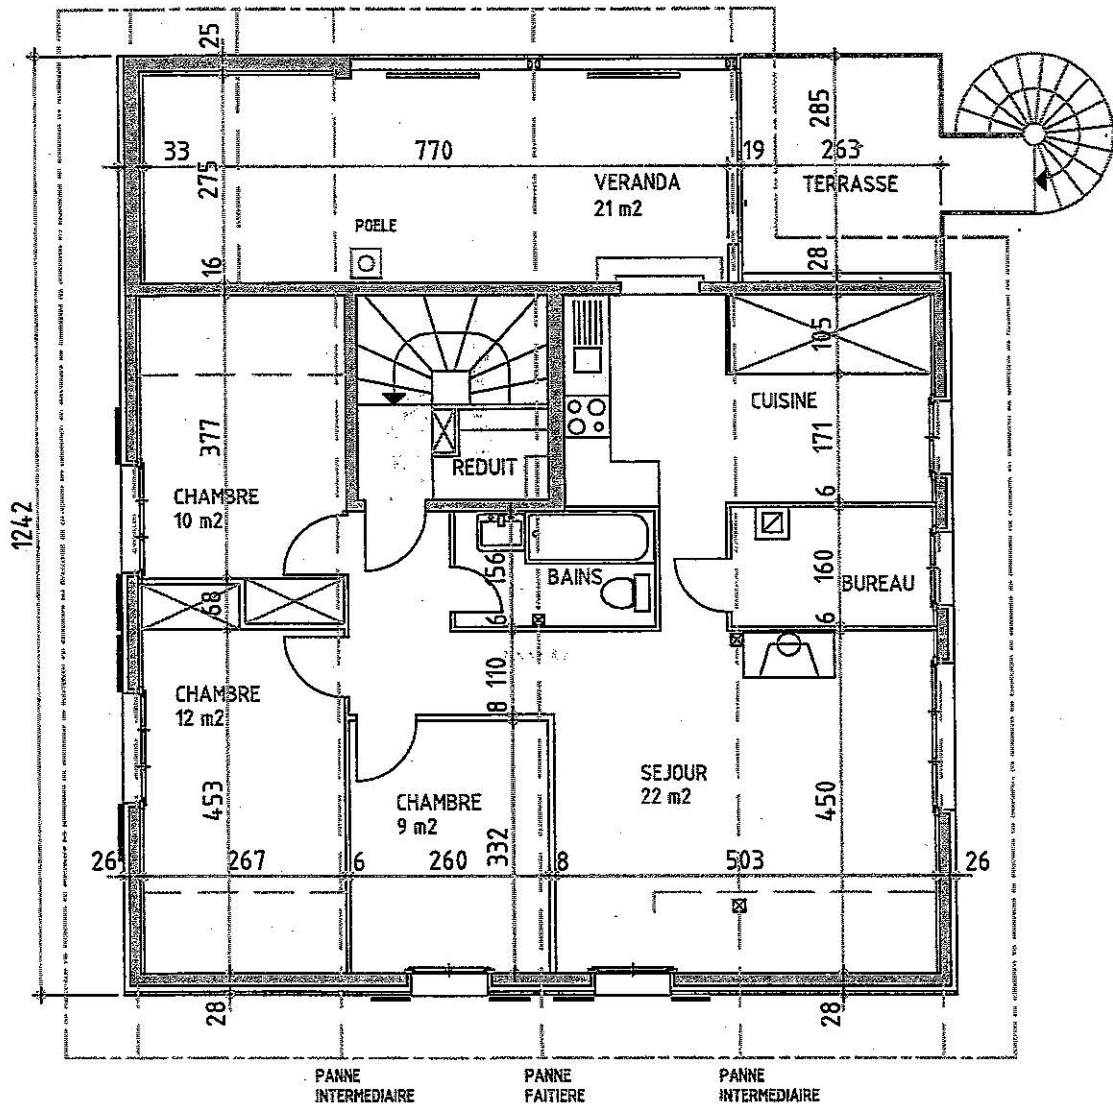 25
285
33
770
19
263
275
VERANDA
21 m2
TERRASSE
POELE
16
28
105
CUISINE
377
171
REDUIT
CHAMBRE
10 m2
6
1242
156
BAINS
160
BUREAU
68
6
6
CHAMBRE
12 m2
110
8
SEJOUR
22 m2
453
CHAMBRE
9 m2
332
450
26
267
6
260
8
503
26
28
28
PANNE
INTERMEDIAIRE
PANNE
FAITIERE
PANNE
INTERMEDIAIRE